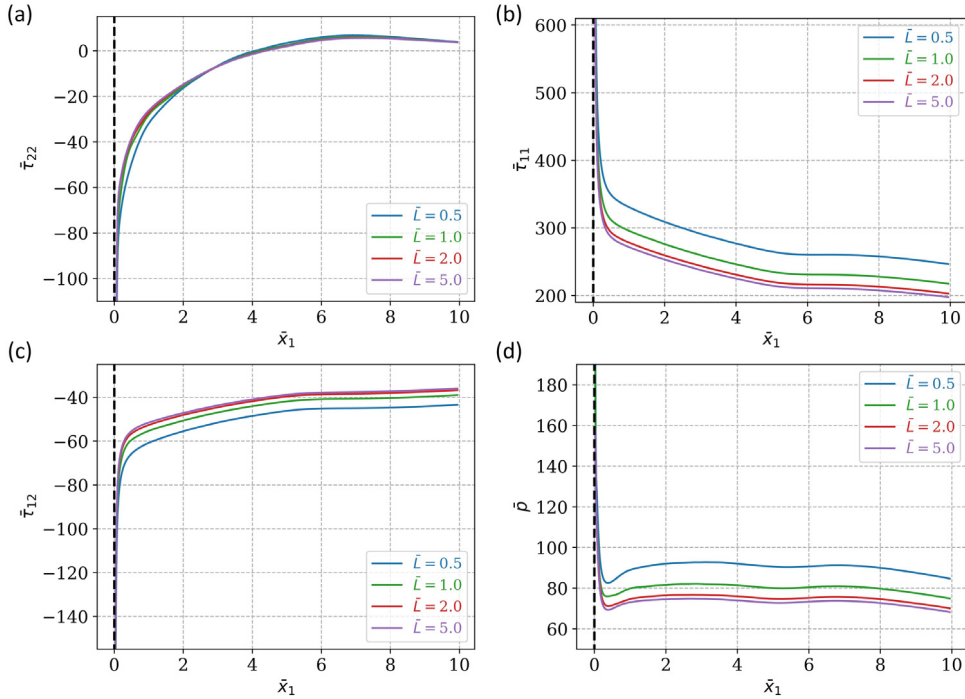 (a)
0
−20
−40
−60
−80
−100
τ̄₂₂
L̄ = 0.5
L̄ = 1.0
L̄ = 2.0
L̄ = 5.0
0 2 4 6 8 10
x̄₁
(b)
600
500
400
300
200
τ̄₁₁
L̄ = 0.5
L̄ = 1.0
L̄ = 2.0
L̄ = 5.0
0 2 4 6 8 10
x̄₁
(c)
−40
−60
−80
−100
−120
−140
τ̄₁₂
L̄ = 0.5
L̄ = 1.0
L̄ = 2.0
L̄ = 5.0
0 2 4 6 8 10
x̄₁
(d)
180
160
140
120
100
80
60
p̄
L̄ = 0.5
L̄ = 1.0
L̄ = 2.0
L̄ = 5.0
0 2 4 6 8 10
x̄₁